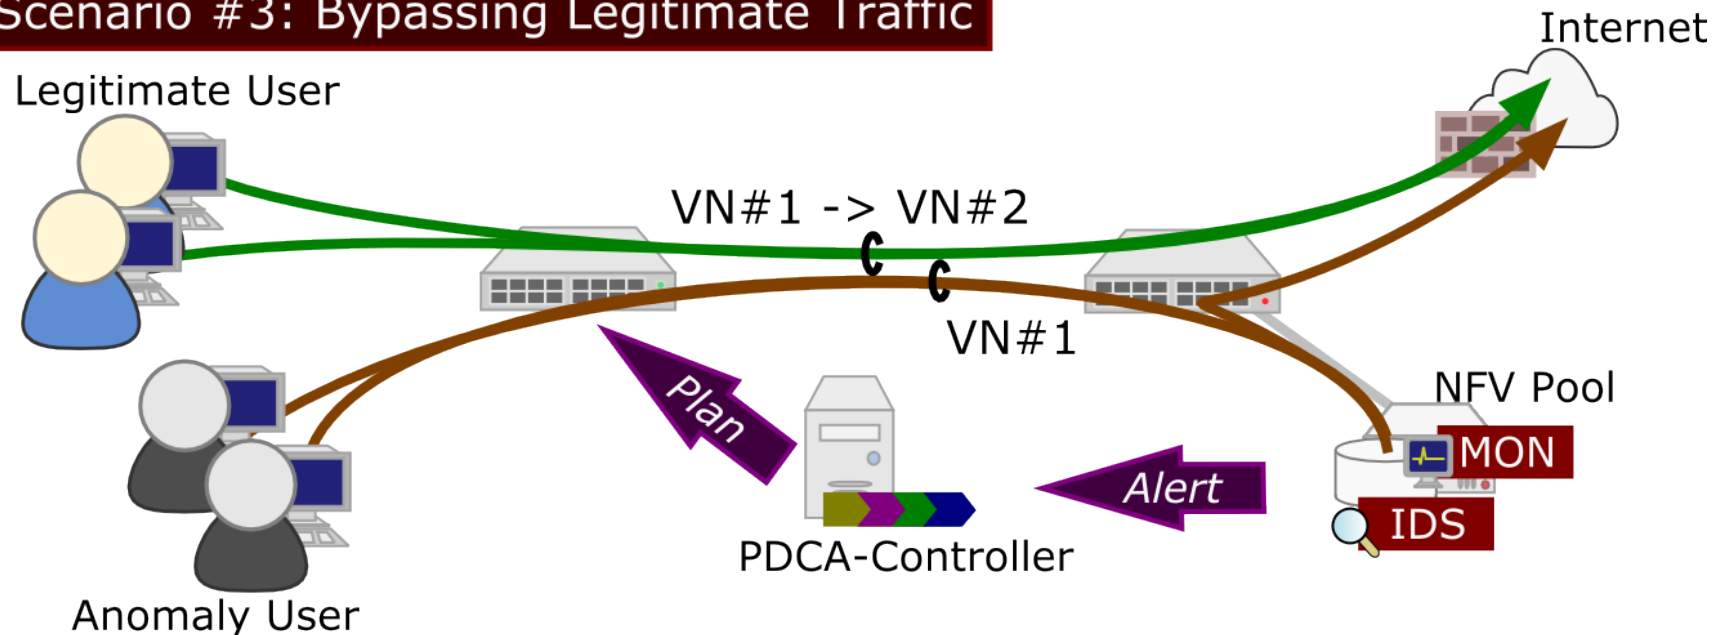 Scenario #3: Bypassing Legitimate Traffic
Internet
Legitimate User
VN#1 -> VN#2
VN#1
Plan
NFV Pool
MON
Alert
IDS
PDCA-Controller
Anomaly User